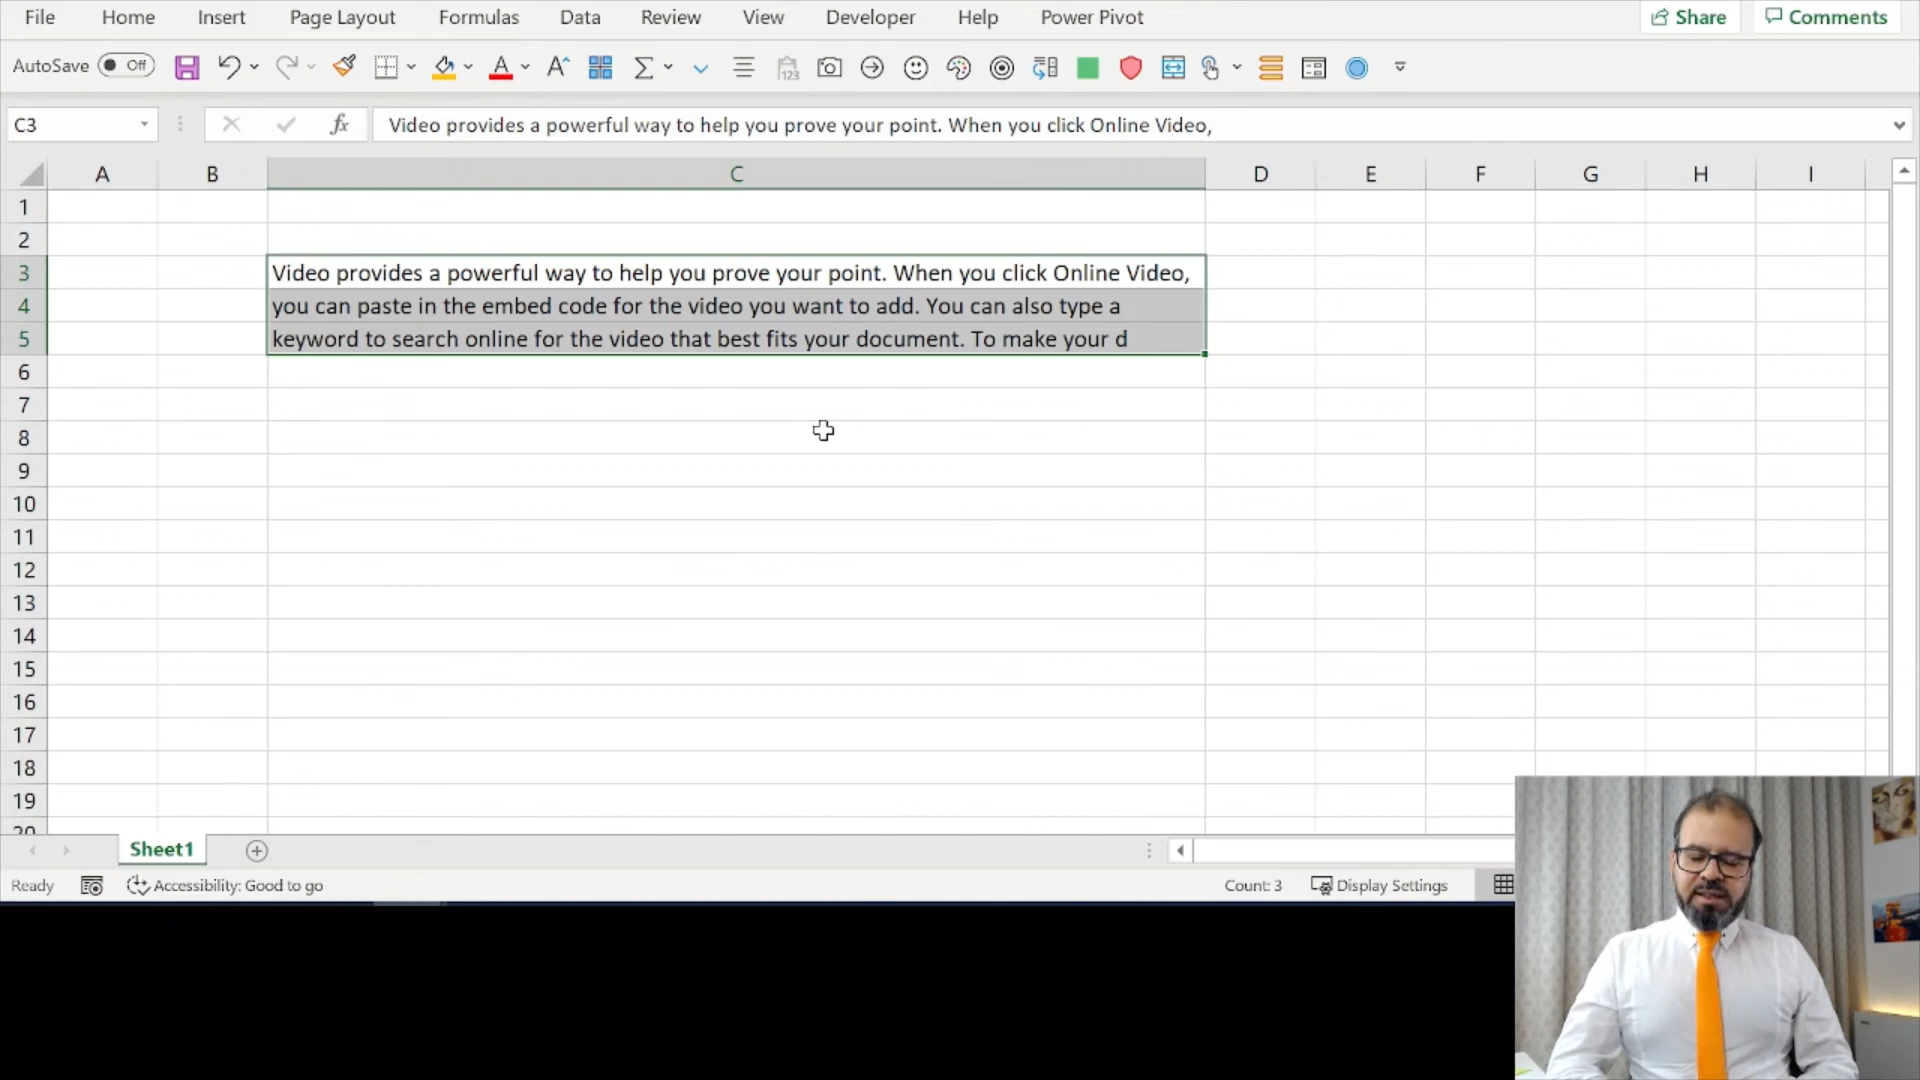 File Home Insert Page Layout Formulas Data Review View Developer Help Power Pivot Share Comments
AutoSave Off
C3 fx Video provides a powerful way to help you prove your point. When you click Online Video,
A B C D E F G H I
1
2
3 Video provides a powerful way to help you prove your point. When you click Online Video,
4 you can paste in the embed code for the video you want to add. You can also type a
5 keyword to search online for the video that best fits your document. To make your d
6
7
8
9
10
11
12
13
14
15
16
17
18
19
20
Sheet1
Ready Accessibility: Good to go Count: 3 Display Settings